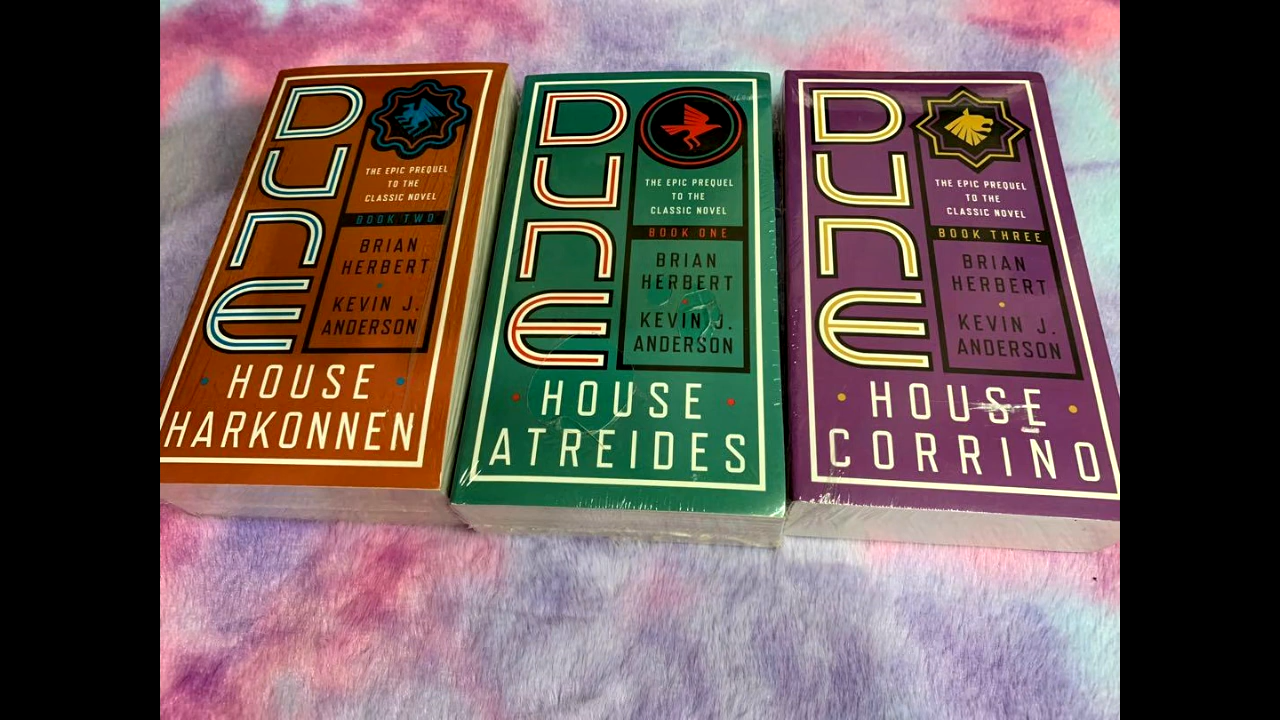 DUNE
THE EPIC PREQUEL
TO THE
CLASSIC NOVEL
BOOK TWO
BRIAN
HERBERT
KEVIN J.
ANDERSON
HOUSE
HARKONNEN
DUNE
THE EPIC PREQUEL
TO THE
CLASSIC NOVEL
BOOK ONE
BRIAN
HERBERT
KEVIN J.
ANDERSON
HOUSE
ATREIDES
DUNE
THE EPIC PREQUEL
TO THE
CLASSIC NOVEL
BOOK THREE
BRIAN
HERBERT
KEVIN J.
ANDERSON
HOUSE
CORRINO